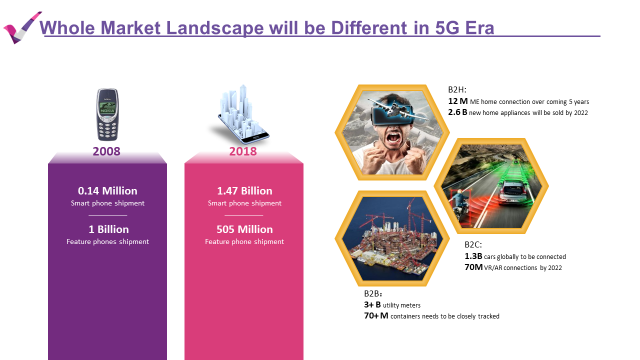 Whole Market Landscape will be Different in 5G Era
2008
0.14 Million
Smart phone shipment
1 Billion
Feature phones shipment
2018
1.47 Billion
Smart phone shipment
505 Million
Feature phone shipment
B2H:
12 M ME home connection over coming 5 years
2.6 B new home appliances will be sold by 2022
B2C:
1.3B cars globally to be connected
70M VR/AR connections by 2022
B2B:
3+ B utility meters
70+ M containers needs to be closely tracked